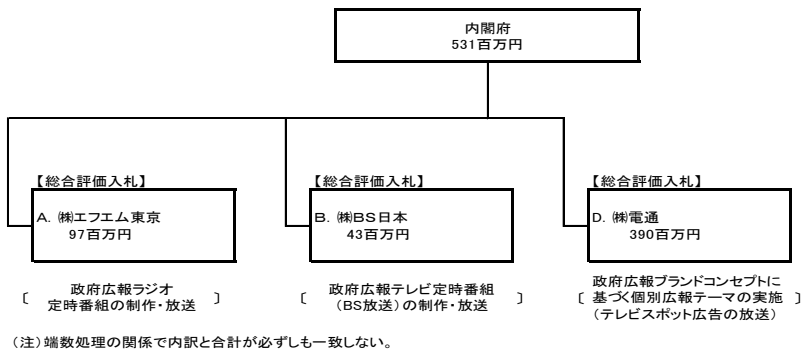 内閣府
531百万円
【総合評価入札】
A. ㈱エフエム東京
97百万円
〔 政府広報ラジオ
定時番組の制作・放送 〕
【総合評価入札】
B. ㈱BS日本
43百万円
〔 政府広報テレビ定時番組
（BS放送）の制作・放送 〕
【総合評価入札】
D. ㈱電通
390百万円
政府広報ブランドコンセプトに
〔 基づく個別広報テーマの実施 〕
（テレビスポット広告の放送）
（注）端数処理の関係で内訳と合計が必ずしも一致しない。